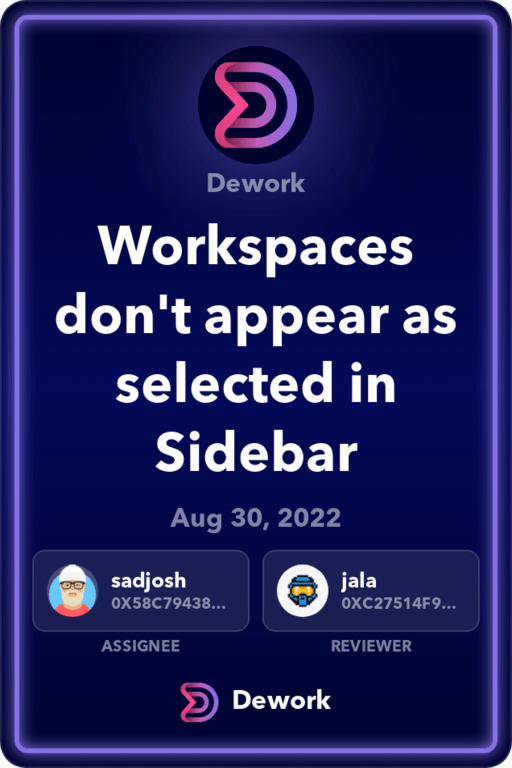 Dework
Workspaces
don't appear as
selected in
Sidebar
Aug 30, 2022
sadjosh
0X58C79438...
ASSIGNEE
jala
0XC27514F9...
REVIEWER
Dework